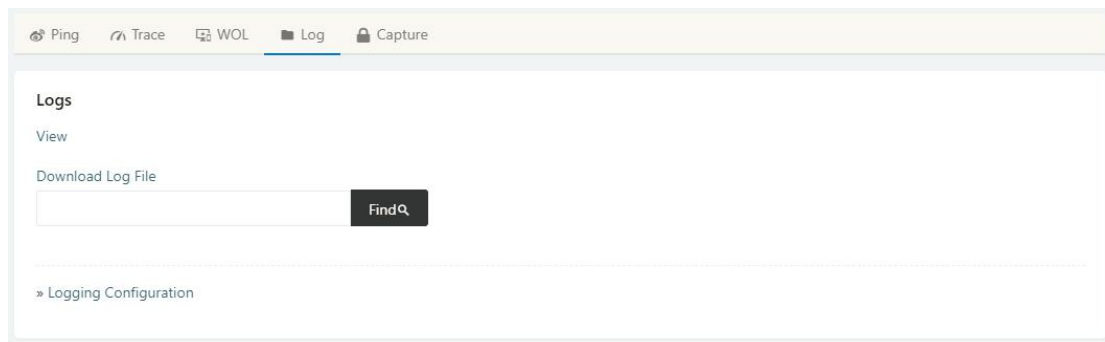 Ping Trace WOL Log Capture
Logs
View
Download Log File
Find
» Logging Configuration